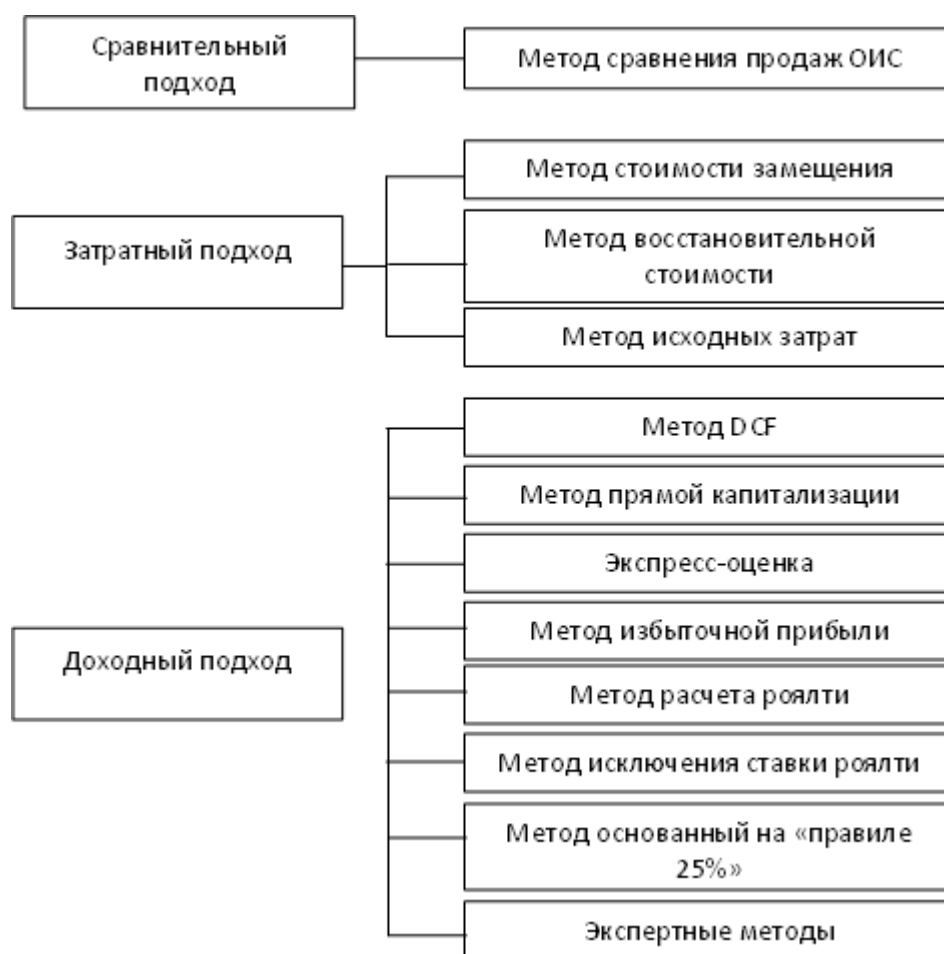 Сравнительный
подход
Метод сравнения продаж ОИС
Затратный подход
Метод стоимости замещения
Метод восстановительной
стоимости
Метод исходных затрат
Доходный подход
Метод DCF
Метод прямой капитализации
Экспресс-оценка
Метод избыточной прибыли
Метод расчета роялти
Метод исключения ставки роялти
Метод основанный на «правиле
25%»
Экспертные методы